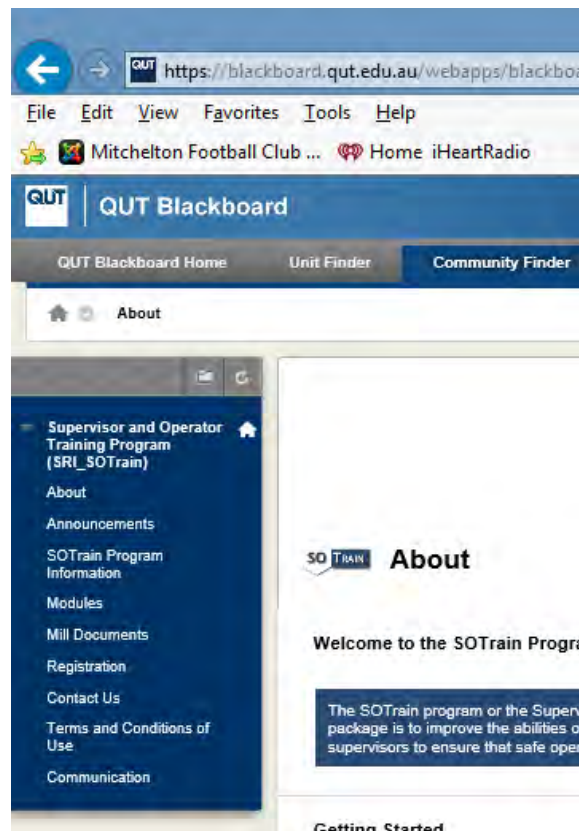 QUT https://blackboard.qut.edu.au/webapps/blackboa
File Edit View Favorites Tools Help
Mitchelton Football Club ... Home iHeartRadio
QUT QUT Blackboard
QUT Blackboard Home Unit Finder Community Finder
About
Supervisor and Operator
Training Program
(SRI_SOTrain)
About
Announcements
SOTrain Program
Information
Modules
Mill Documents
Registration
Contact Us
Terms and Conditions of
Use
Communication
SO TRAIN About
Welcome to the SOTrain Progra
The SOTrain program or the Superv
package is to improve the abilities o
supervisors to ensure that safe oper
Getting Started